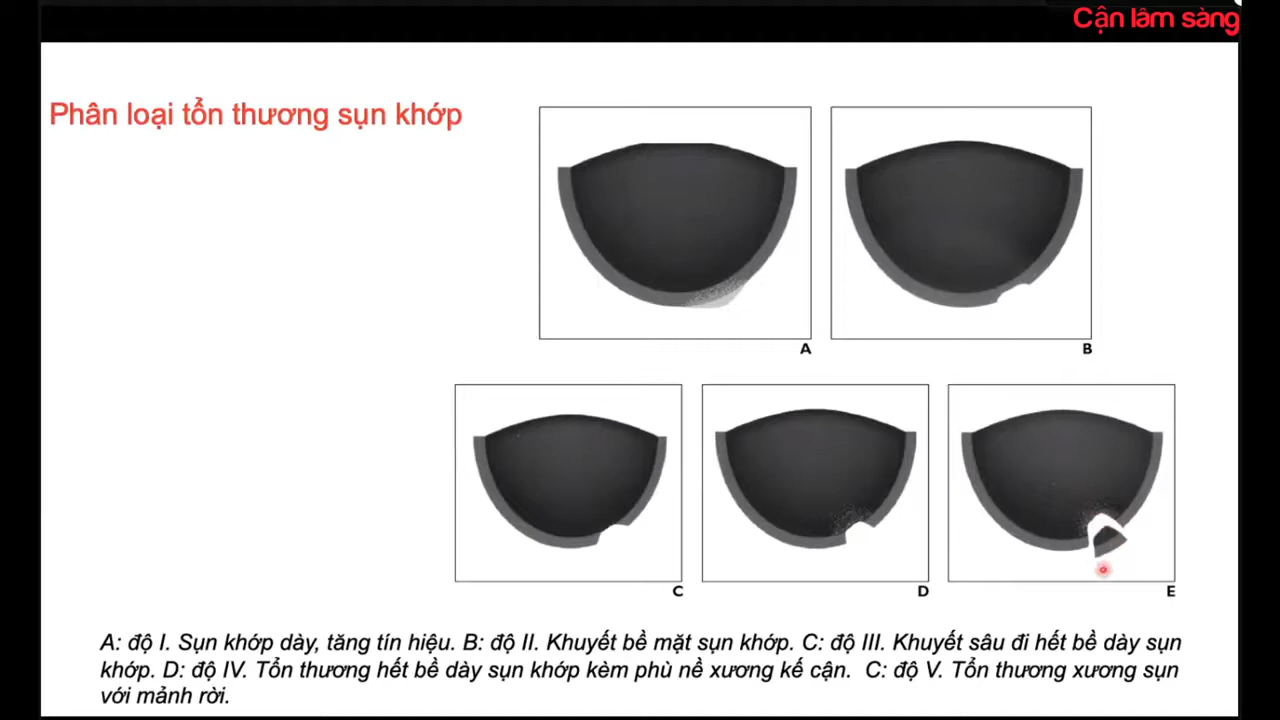 Cận lâm sàng
Phân loại tổn thương sụn khớp
A
B
C
D
E
A: độ I. Sụn khớp dày, tăng tín hiệu. B: độ II. Khuyết bề mặt sụn khớp. C: độ III. Khuyết sâu đi hết bề dày sụn
khớp. D: độ IV. Tổn thương hết bề dày sụn khớp kèm phù nề xương kế cận. C: độ V. Tổn thương xương sụn
với mảnh rời.